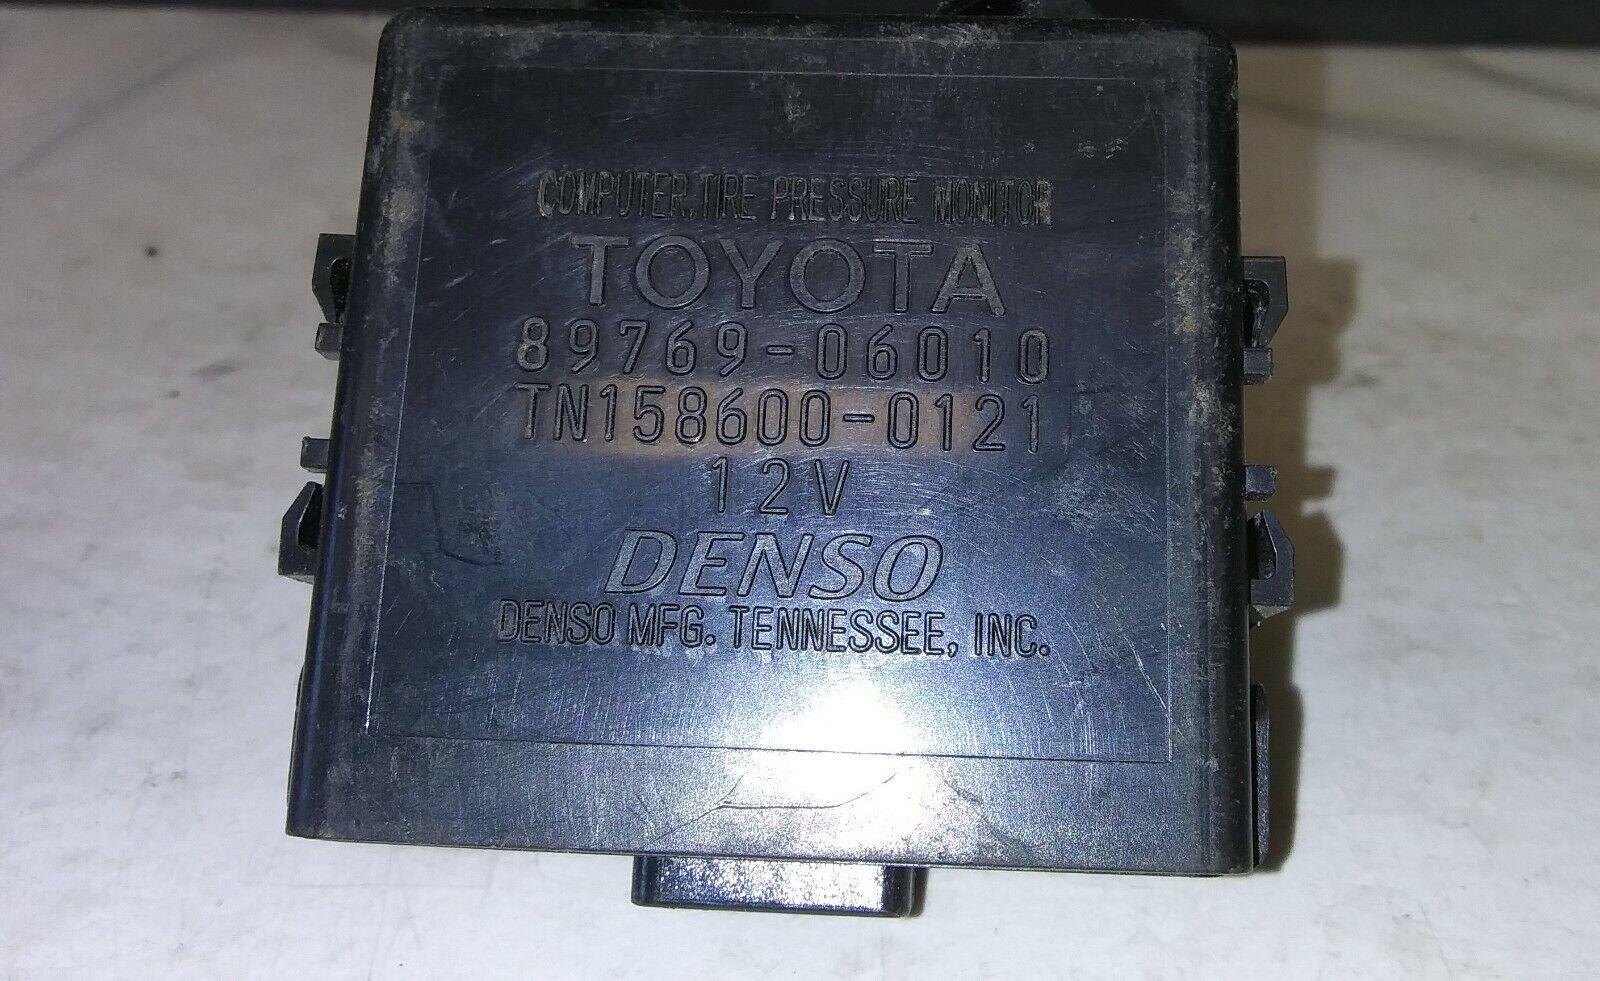 COMPUTER,TIRE PRESSURE MONITOR
TOYOTA
89769-06010
TN158600-0121
12V
DENSO
DENSO MFG. TENNESSEE, INC.